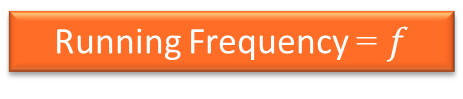 Running Frequency = f